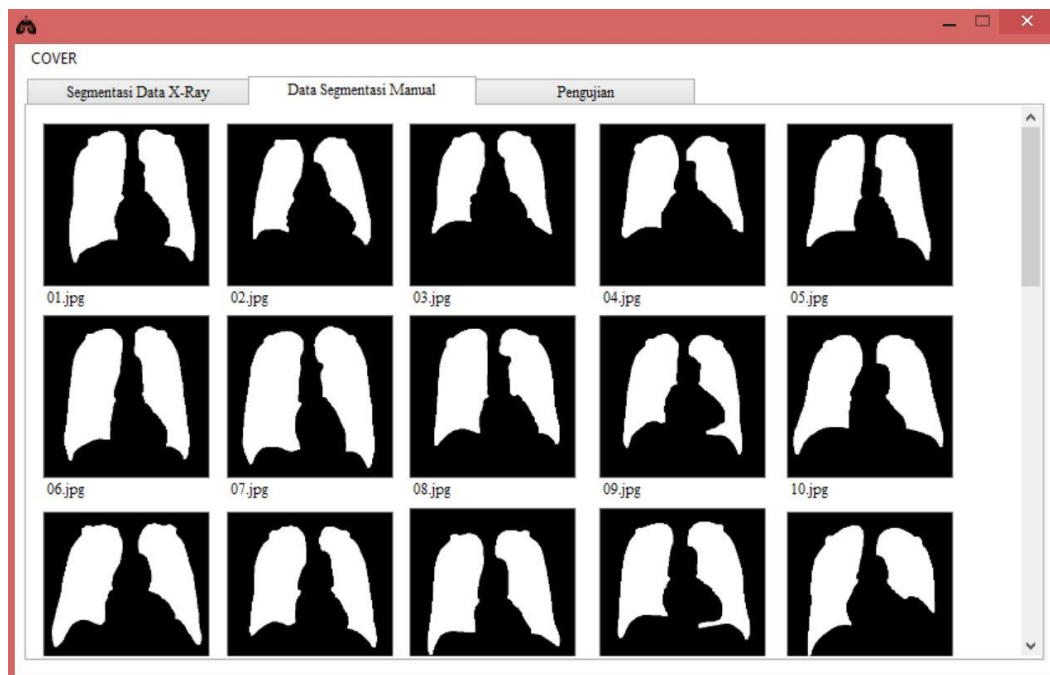 COVER
Segmentasi Data X-Ray Data Segmentasi Manual Pengujian
01.jpg 02.jpg 03.jpg 04.jpg 05.jpg
06.jpg 07.jpg 08.jpg 09.jpg 10.jpg